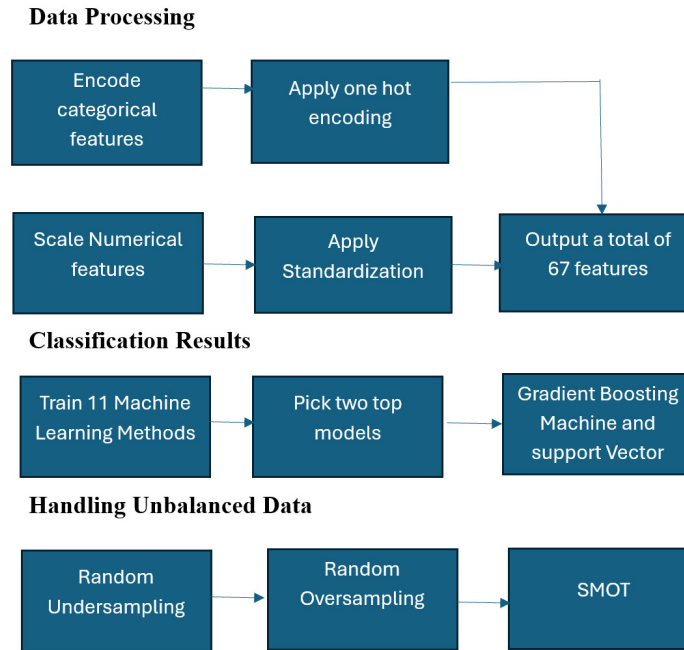 Data Processing
Encode
categorical
features
Apply one hot
encoding
Scale Numerical
features
Apply
Standardization
Output a total of
67 features
Classification Results
Train 11 Machine
Learning Methods
Pick two top
models
Gradient Boosting
Machine and
support Vector
Handling Unbalanced Data
Random
Undersampling
Random
Oversampling
SMOT